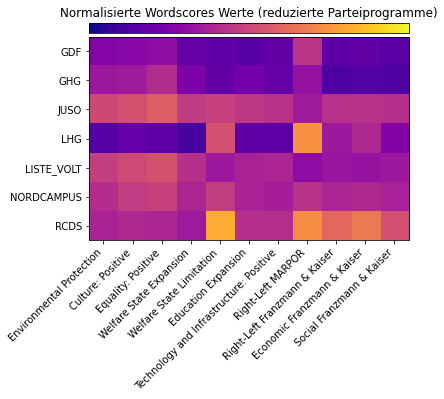 Normalisierte Wordscores Werte (reduzierte Parteiprogramme)
GDF
GHG
JUSO
LHG
LISTE_VOLT
NORDCAMPUS
RCDS
Environmental Protection
Culture: Positive
Equality: Positive
Welfare State Expansion
Welfare State Limitation
Education Expansion
Technology and Infrastructure: Positive
Right-Left MARPOR
Right-Left Franzmann & Kaiser
Economic Franzmann & Kaiser
Social Franzmann & Kaiser